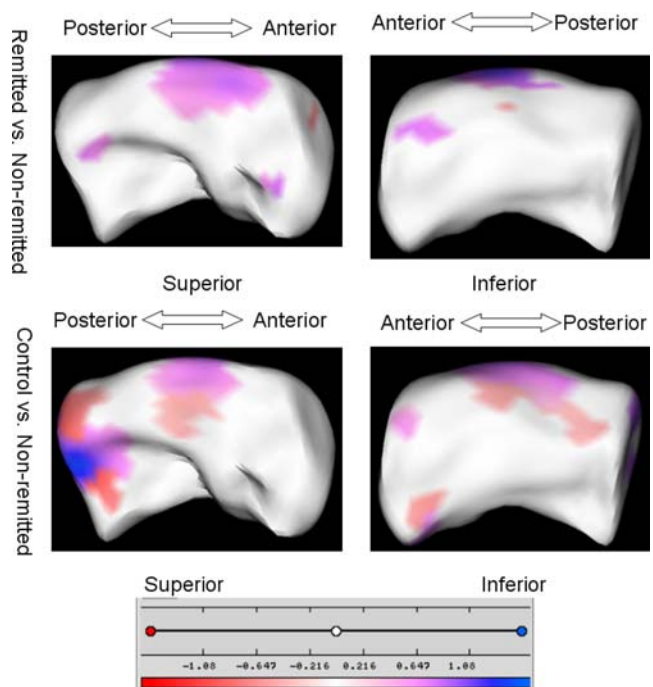 Posterior Anterior
Anterior Posterior
Remitted vs. Non-remitted
Superior Inferior
Posterior Anterior
Anterior Posterior
Control vs. Non-remitted
Superior Inferior
-1.08 -0.647 -0.216 0.216 0.647 1.08